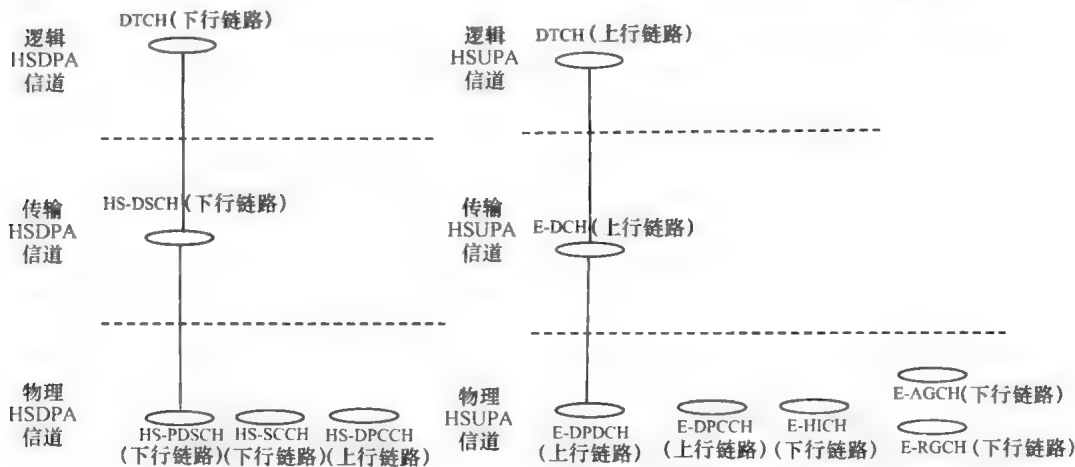 DTCH(下行链路)
逻辑
HSDPA
信道
HS-DSCH(下行链路)
传输
HSDPA
信道
物理
HSDPA
信道
HS-PDSCH
(下行链路)
HS-SCCH
(下行链路)
HS-DPCCH
(上行链路)
DTCH(上行链路)
逻辑
HSUPA
信道
E-DCH(上行链路)
传输
HSUPA
信道
物理
HSUPA
信道
E-DPDCH
(上行链路)
E-DPCCH
(上行链路)
E-HICH
(下行链路)
E-AGCH(下行链路)
E-RGCH(下行链路)